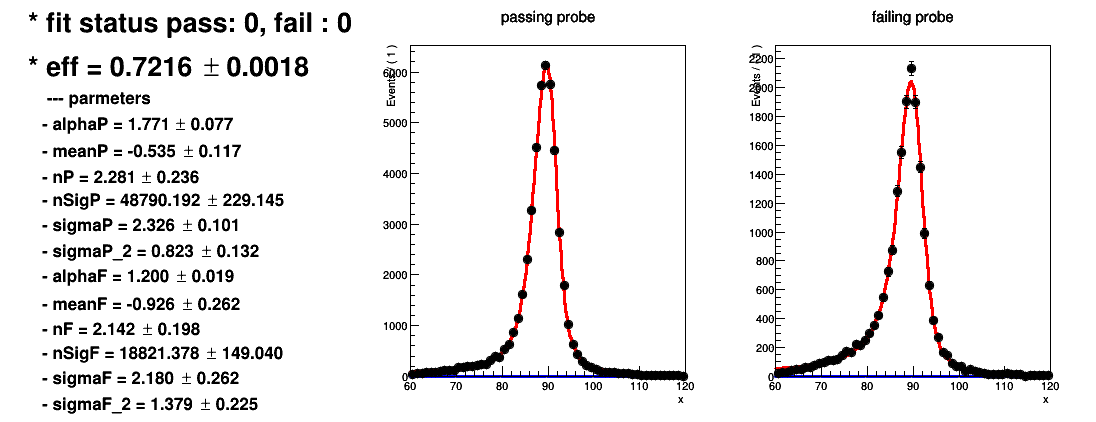 * fit status pass: 0, fail : 0
* eff = 0.7216 ± 0.0018
--- parmeters
- alphaP = 1.771 ± 0.077
- meanP = -0.535 ± 0.117
- nP = 2.281 ± 0.236
- nSigP = 48790.192 ± 229.145
- sigmaP = 2.326 ± 0.101
- sigmaP_2 = 0.823 ± 0.132
- alphaF = 1.200 ± 0.019
- meanF = -0.926 ± 0.262
- nF = 2.142 ± 0.198
- nSigF = 18821.378 ± 149.040
- sigmaF = 2.180 ± 0.262
- sigmaF_2 = 1.379 ± 0.225
passing probe
Events / ( 1 )
6000
5000
4000
3000
2000
1000
0
60 70 80 90 100 110 120
x
failing probe
Events /
2200
2000
1800
1600
1400
1200
1000
800
600
400
200
0
60 70 80 90 100 110 120
x